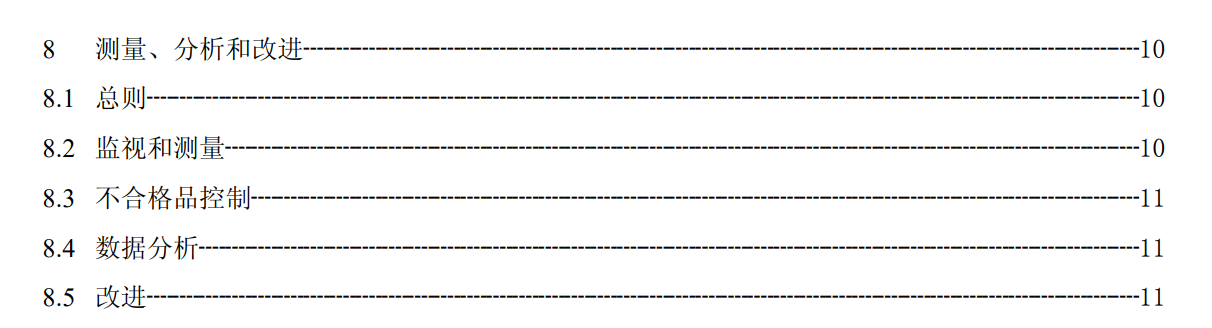 8 测量、分析和改进--------------------------------------------------10
8.1 总则--------------------------------------------------10
8.2 监视和测量--------------------------------------------------10
8.3 不合格品控制--------------------------------------------------11
8.4 数据分析--------------------------------------------------11
8.5 改进--------------------------------------------------11